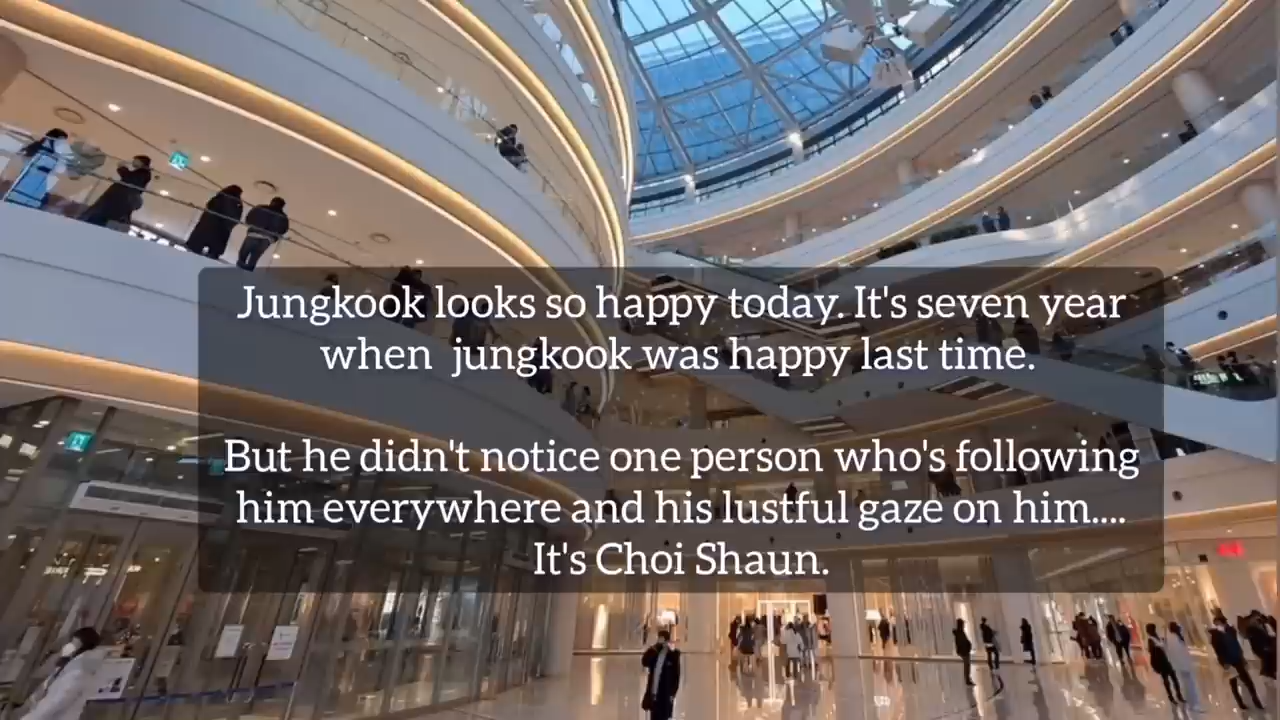 Jungkook looks so happy today. It's seven year
when  jungkook was happy last time.
But he didn't notice one person who's following
him everywhere and his lustful gaze on him....
It's Choi Shaun.